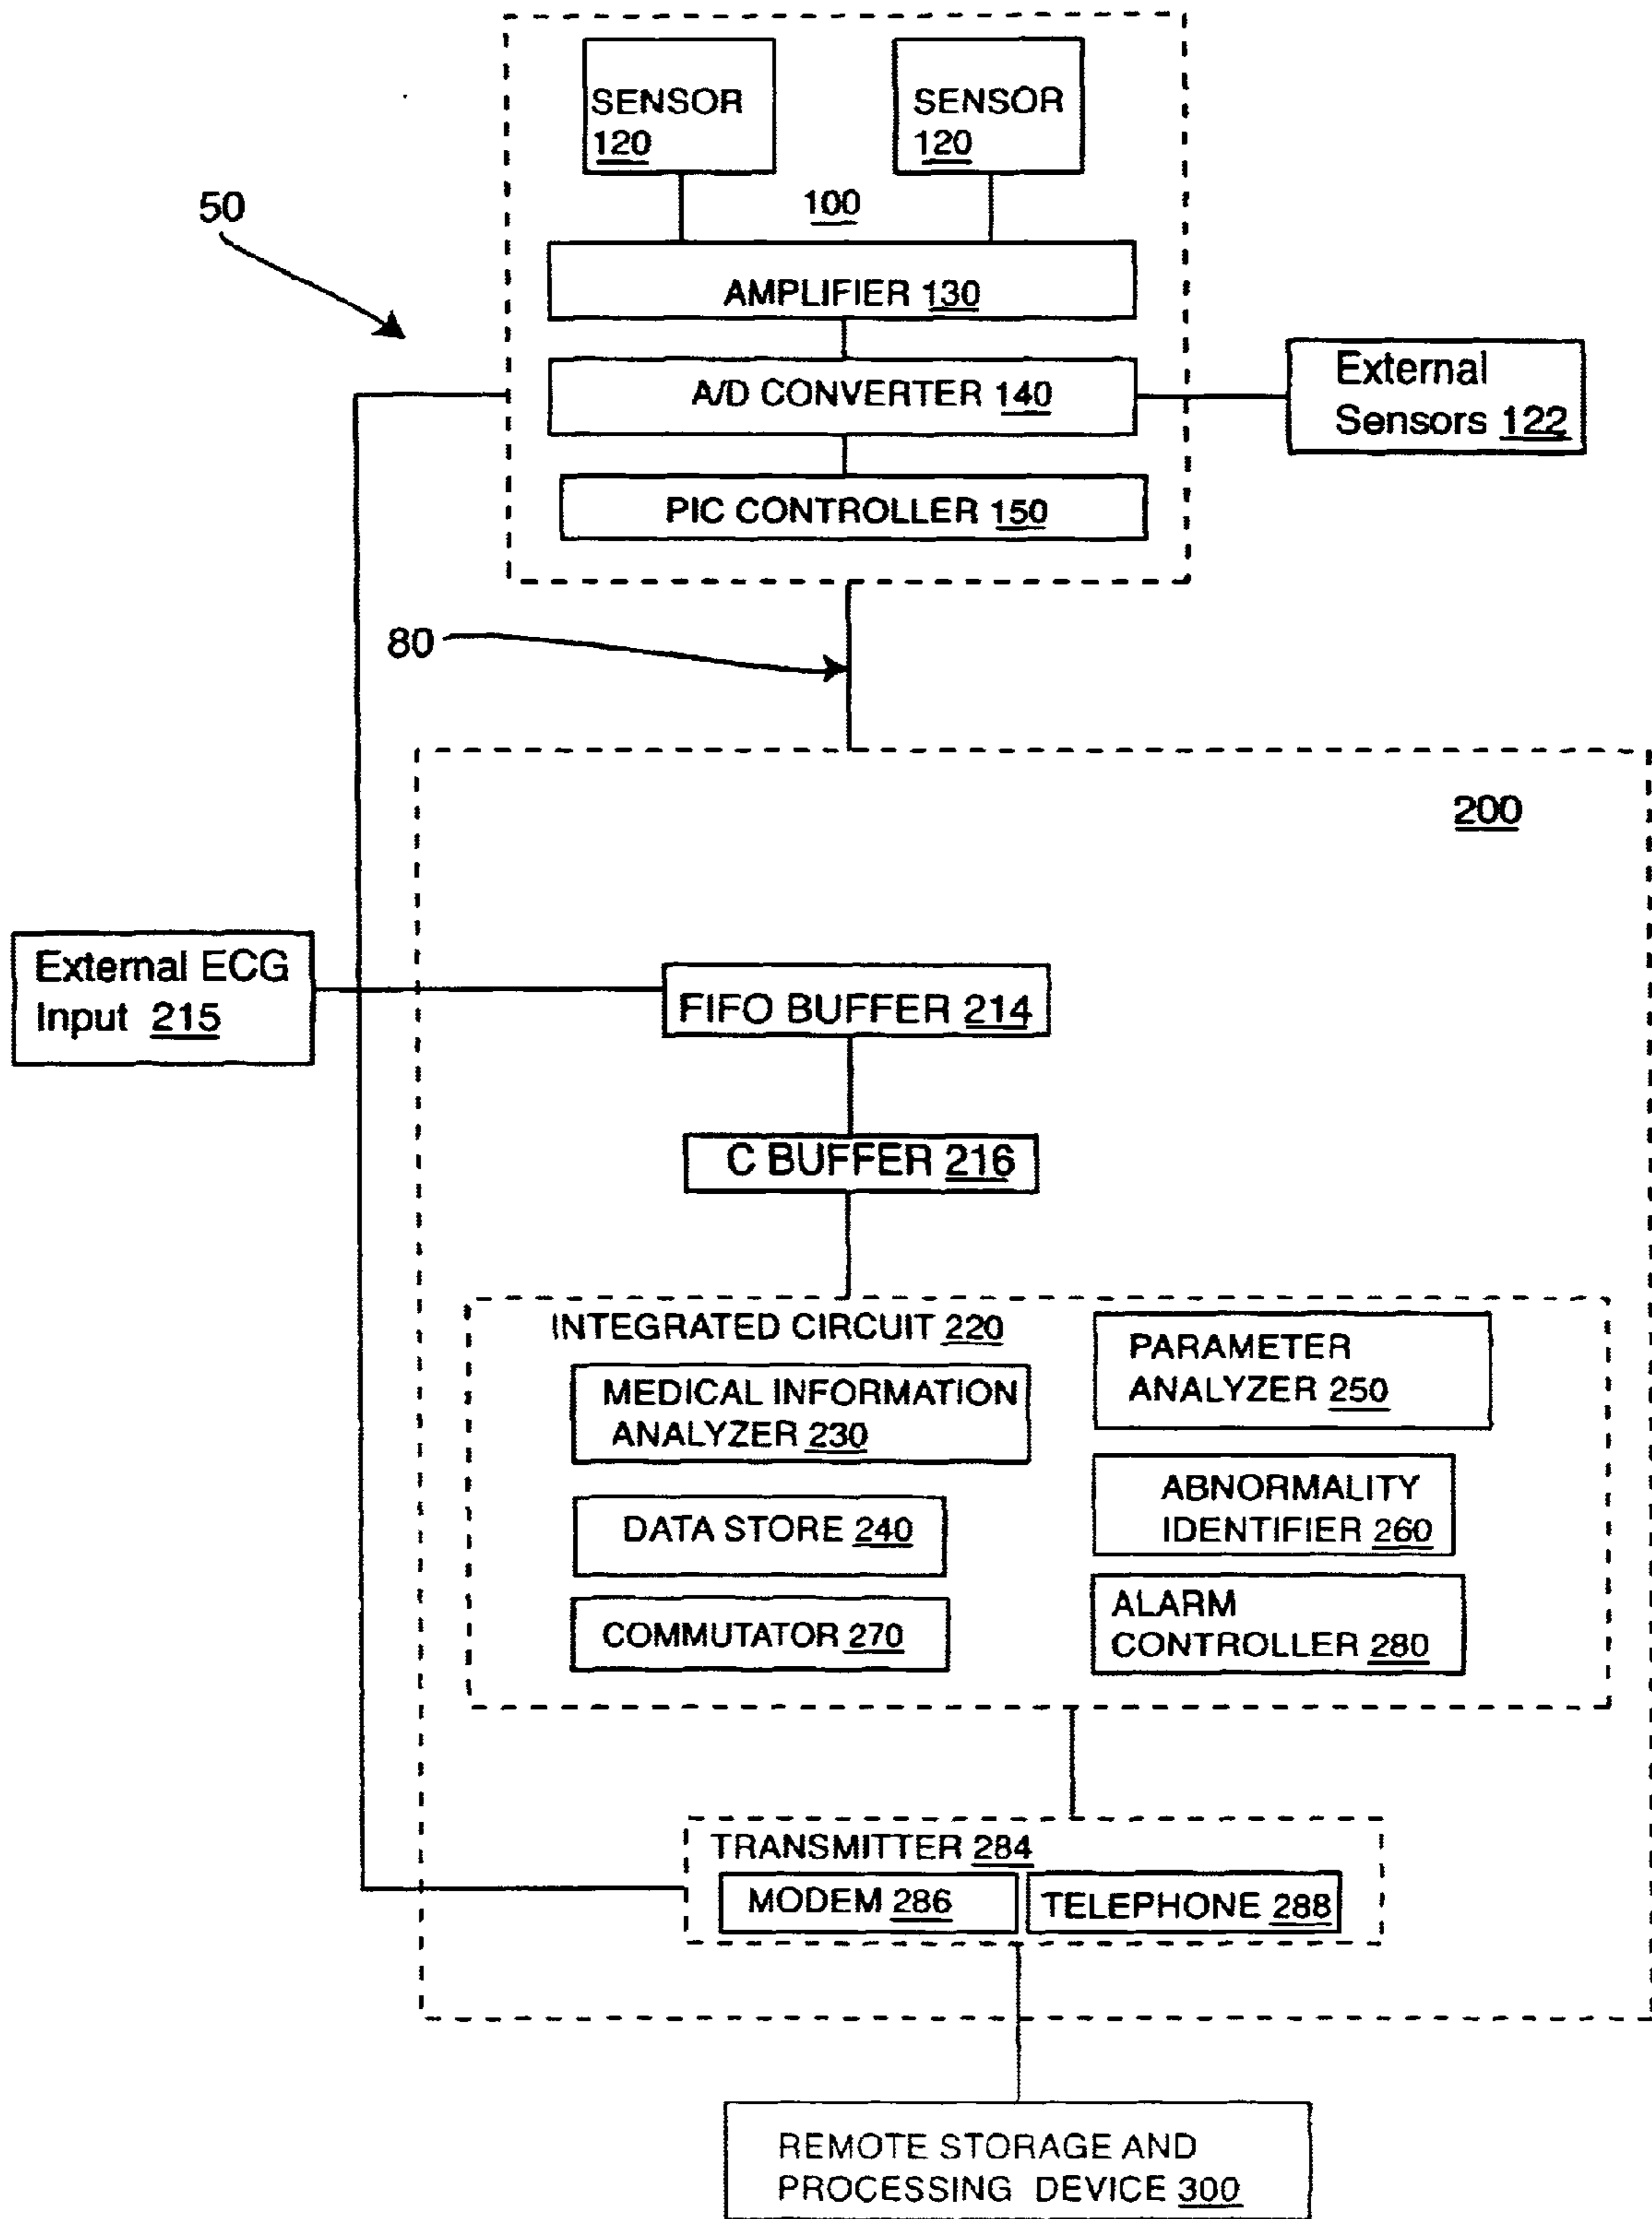 SENSOR
120
SENSOR
120
100
50
AMPLIFIER 130
A/D CONVERTER 140
External
Sensors 122
PIC CONTROLLER 150
80
200
External ECG
Input 215
FIFO BUFFER 214
C BUFFER 216
INTEGRATED CIRCUIT 220
MEDICAL INFORMATION
ANALYZER 230
DATA STORE 240
COMMUTATOR 270
PARAMETER
ANALYZER 250
ABNORMALITY
IDENTIFIER 260
ALARM
CONTROLLER 280
TRANSMITTER 284
MODEM 286
TELEPHONE 288
REMOTE STORAGE AND
PROCESSING DEVICE 300